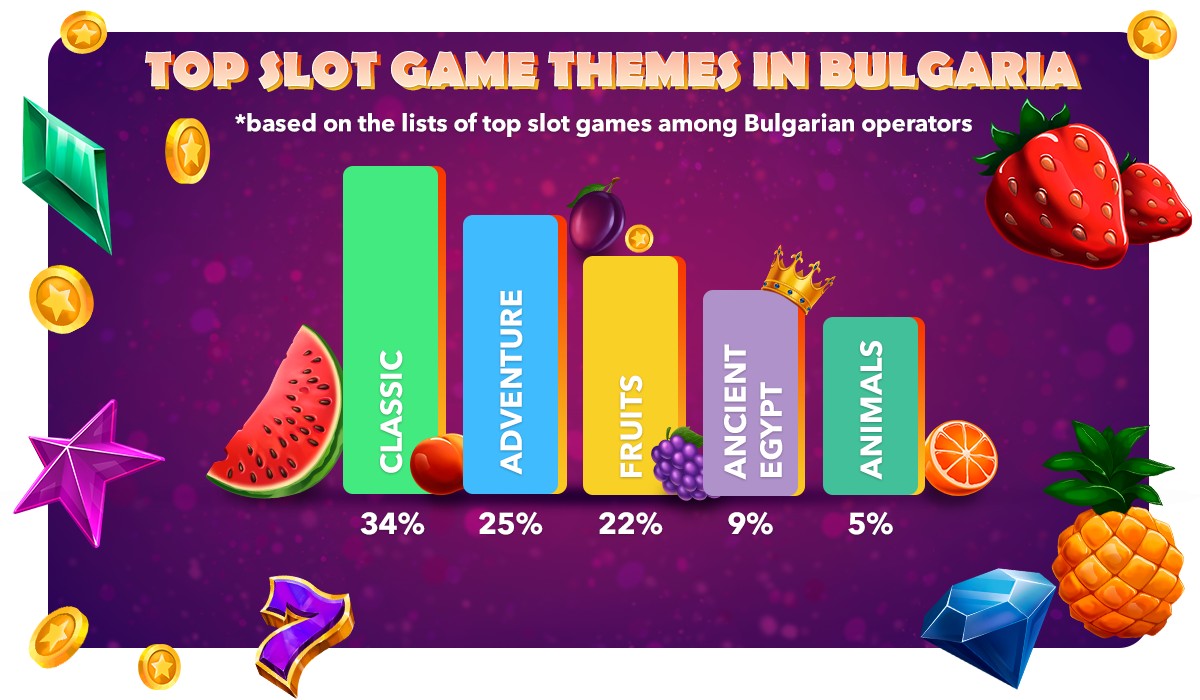 TOP SLOT GAME THEMES IN BULGARIA
*based on the lists of top slot games among Bulgarian operators
CLASSIC
ADVENTURE
FRUITS
ANCIENT
EGYPT
ANIMALS
34%
25%
22%
9%
5%
7